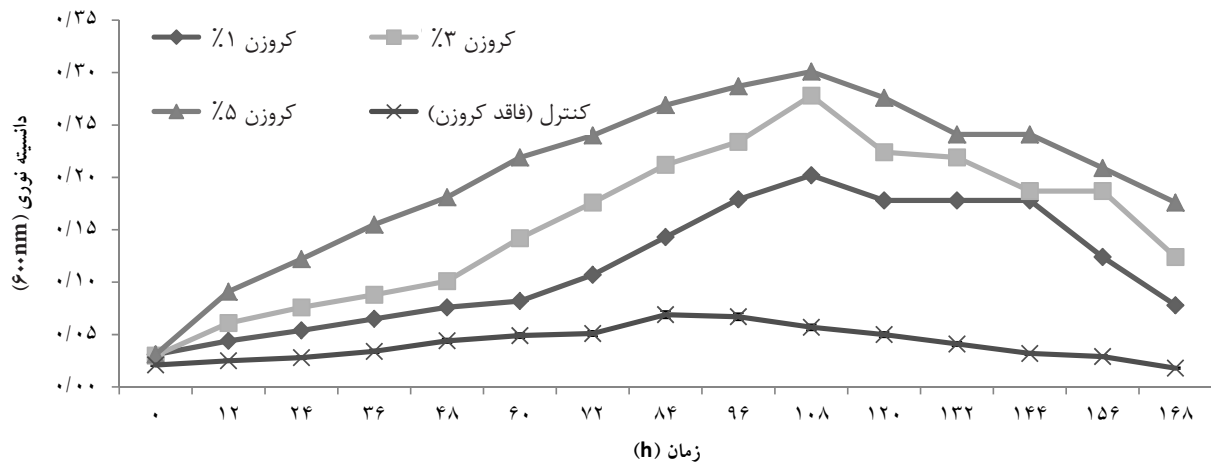 ۰/۳۵
۰/۳۰
۰/۲۵
۰/۲۰
۰/۱۵
۰/۱۰
۰/۰۵
۰/۰۰
دانسیته نوری (۶۰۰nm)
کروزن ۱٪
کروزن ۳٪
کروزن ۵٪
کنترل (فاقد کروزن)
۰ ۱۲ ۲۴ ۳۶ ۴۸ ۶۰ ۷۲ ۸۴ ۹۶ ۱۰۸ ۱۲۰ ۱۳۲ ۱۴۴ ۱۵۶ ۱۶۸
زمان (h)